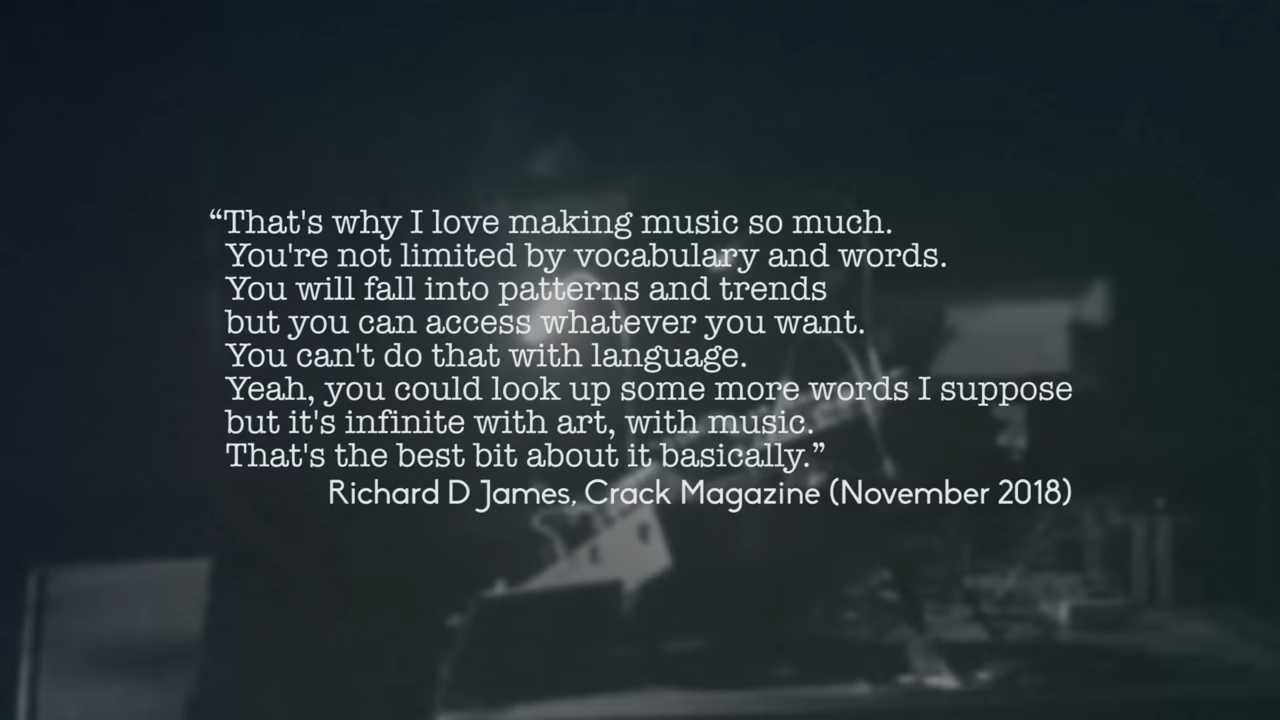 “That's why I love making music so much.
You're not limited by vocabulary and words.
You will fall into patterns and trends
but you can access whatever you want.
You can't do that with language.
Yeah, you could look up some more words I suppose
but it's infinite with art, with music.
That's the best bit about it basically.”
Richard D James, Crack Magazine (November 2018)